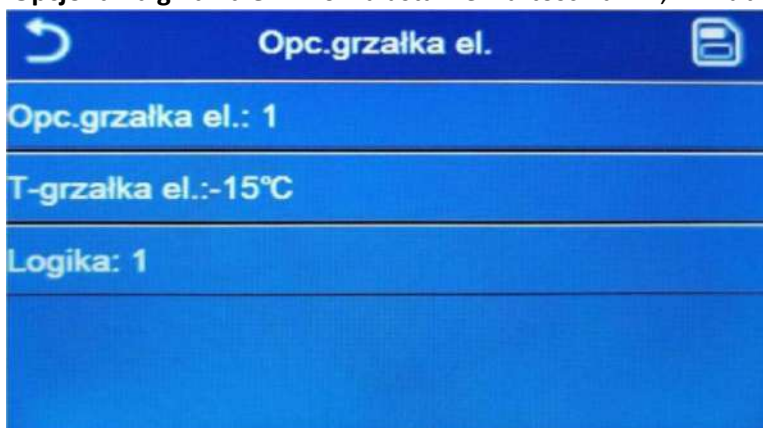 Opc.grzałka el.
Opc.grzałka el.: 1
T-grzałka el.:-15℃
Logika: 1